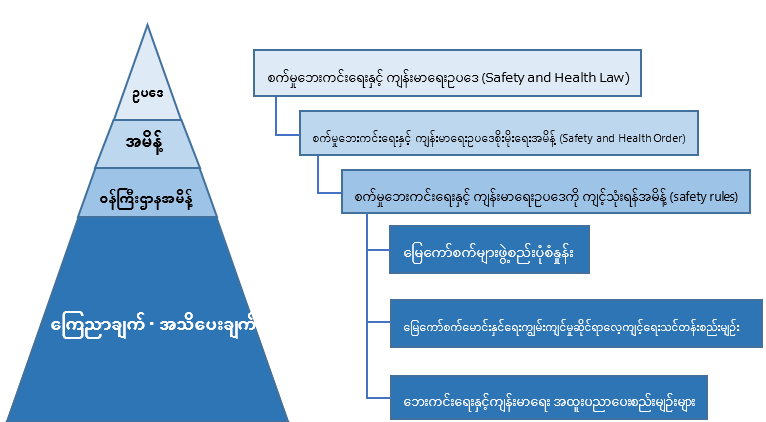 ဥပဒေ
အမိန့်
ဝန်ကြီးဌာနအမိန့်
ကြေညာချက် · အသိပေးချက်
စက်မှုဘေးကင်းရေးနှင့် ကျန်းမာရေးဥပဒေ (Safety and Health Law)
စက်မှုဘေးကင်းရေးနှင့် ကျန်းမာရေးဥပဒေစိုးမိုးရေးအမိန့် (Safety and Health Order)
စက်မှုဘေးကင်းရေးနှင့် ကျန်းမာရေးဥပဒေကို ကျင့်သုံးရန်အမိန့် (safety rules)
မြေကော်စက်များဖွဲ့စည်းပုံစံနှုန်း
မြေကော်စက်မောင်းနှင်ရေးကျွမ်းကျင်မှုဆိုင်ရာလေ့ကျင့်ရေးသင်တန်းစည်းမျဉ်း
ဘေးကင်းရေးနှင့်ကျန်းမာရေး အထူးပညာပေးစည်းမျဉ်းများ